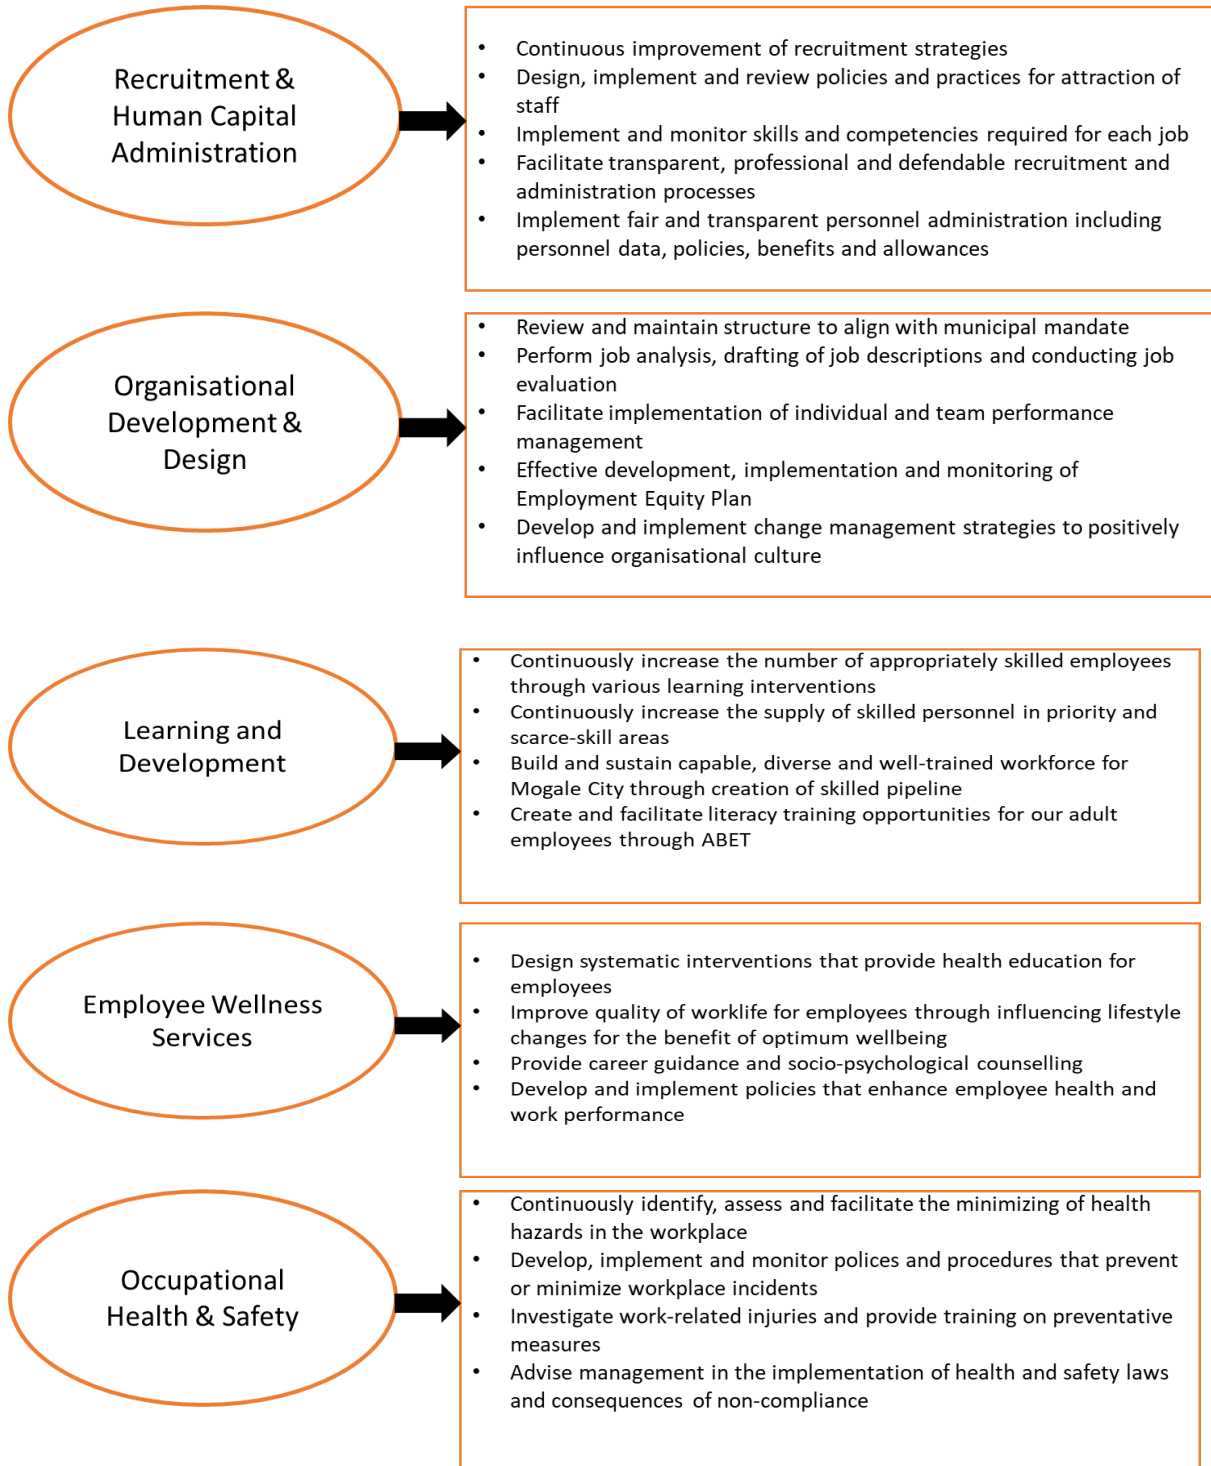 Recruitment &
Human Capital
Administration
• Continuous improvement of recruitment strategies
• Design, implement and review policies and practices for attraction of
staff
• Implement and monitor skills and competencies required for each job
• Facilitate transparent, professional and defendable recruitment and
administration processes
• Implement fair and transparent personnel administration including
personnel data, policies, benefits and allowances
Organisational
Development &
Design
• Review and maintain structure to align with municipal mandate
• Perform job analysis, drafting of job descriptions and conducting job
evaluation
• Facilitate implementation of individual and team performance
management
• Effective development, implementation and monitoring of
Employment Equity Plan
• Develop and implement change management strategies to positively
influence organisational culture
Learning and
Development
• Continuously increase the number of appropriately skilled employees
through various learning interventions
• Continuously increase the supply of skilled personnel in priority and
scarce-skill areas
• Build and sustain capable, diverse and well-trained workforce for
Mogale City through creation of skilled pipeline
• Create and facilitate literacy training opportunities for our adult
employees through ABET
Employee Wellness
Services
• Design systematic interventions that provide health education for
employees
• Improve quality of worklife for employees through influencing lifestyle
changes for the benefit of optimum wellbeing
• Provide career guidance and socio-psychological counselling
• Develop and implement policies that enhance employee health and
work performance
Occupational
Health & Safety
• Continuously identify, assess and facilitate the minimizing of health
hazards in the workplace
• Develop, implement and monitor polices and procedures that prevent
or minimize workplace incidents
• Investigate work-related injuries and provide training on preventative
measures
• Advise management in the implementation of health and safety laws
and consequences of non-compliance